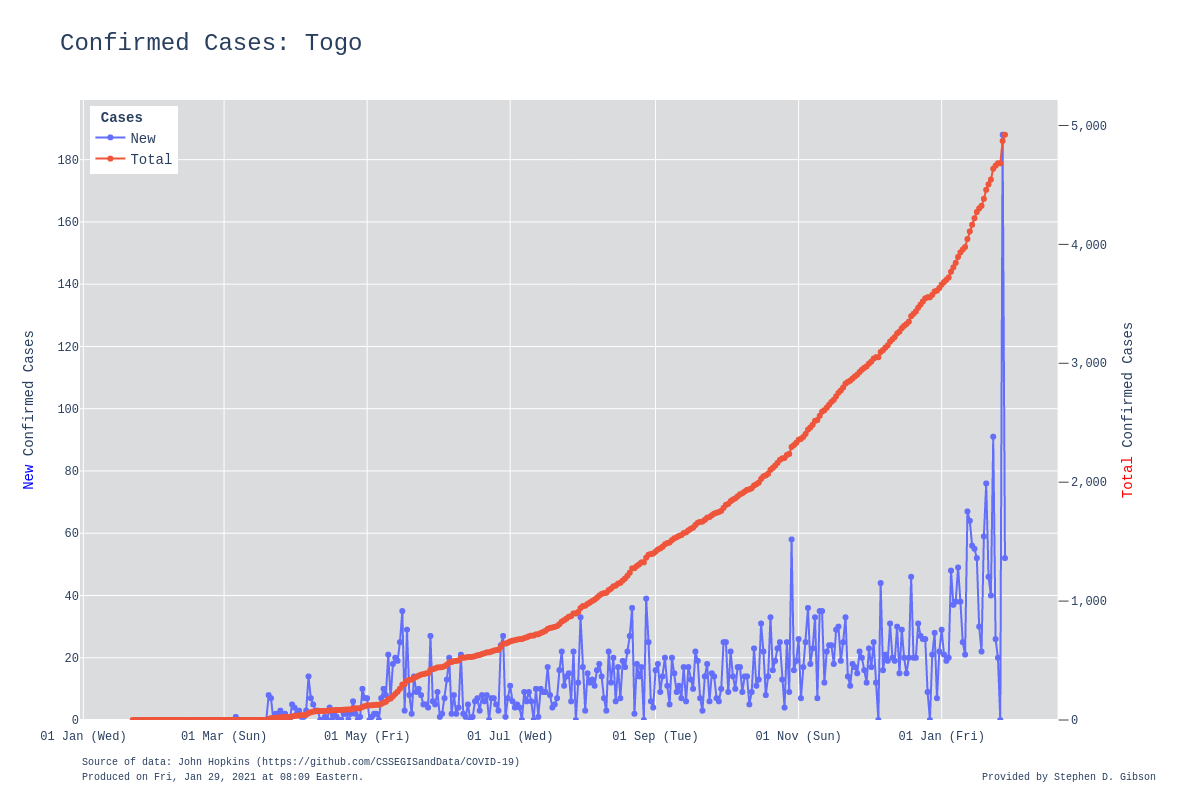 Confirmed Cases: Togo
Cases
New
Total
180
160
140
120
100
80
60
40
20
0
5,000
4,000
3,000
2,000
1,000
0
New Confirmed Cases
Total Confirmed Cases
01 Jan (Wed) 01 Mar (Sun) 01 May (Fri) 01 Jul (Wed) 01 Sep (Tue) 01 Nov (Sun) 01 Jan (Fri)
Source of data: John Hopkins (https://github.com/CSSEGISandData/COVID-19)
Produced on Fri, Jan 29, 2021 at 08:09 Eastern.
Provided by Stephen D. Gibson